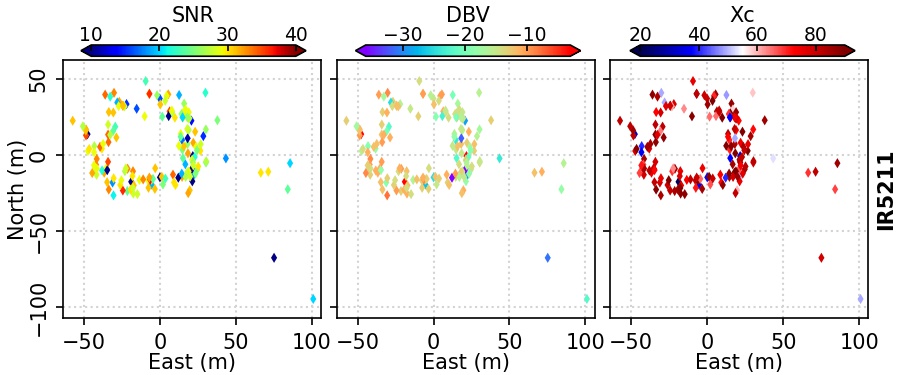 SNR DBV Xc
10 20 30 40 −30 −20 −10 20 40 60 80
50
0
−50
−100
North (m)
−50 0 50 100 −50 0 50 100 −50 0 50 100
East (m) East (m) East (m)
IR5211